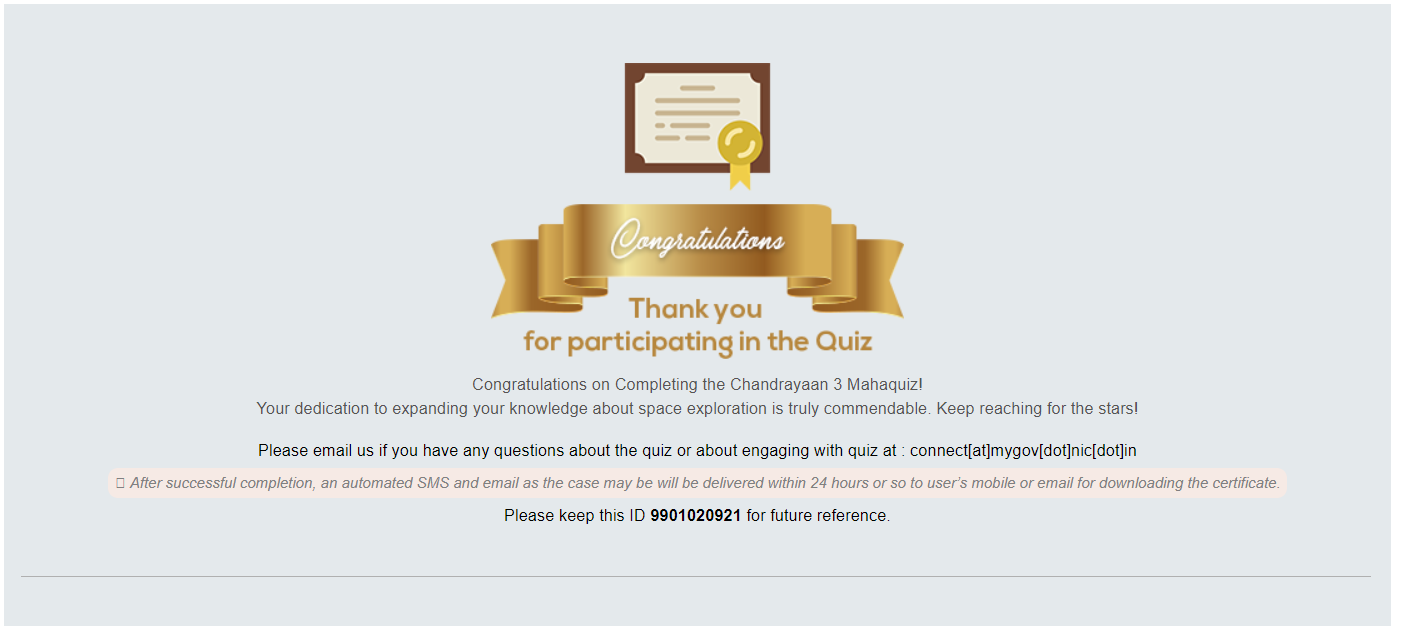 Congratulations
Thank you
for participating in the Quiz
Congratulations on Completing the Chandrayaan 3 Mahaquiz!
Your dedication to expanding your knowledge about space exploration is truly commendable. Keep reaching for the stars!
Please email us if you have any questions about the quiz or about engaging with quiz at : connect[at]mygov[dot]nic[dot]in
After successful completion, an automated SMS and email as the case may be will be delivered within 24 hours or so to user’s mobile or email for downloading the certificate.
Please keep this ID 9901020921 for future reference.